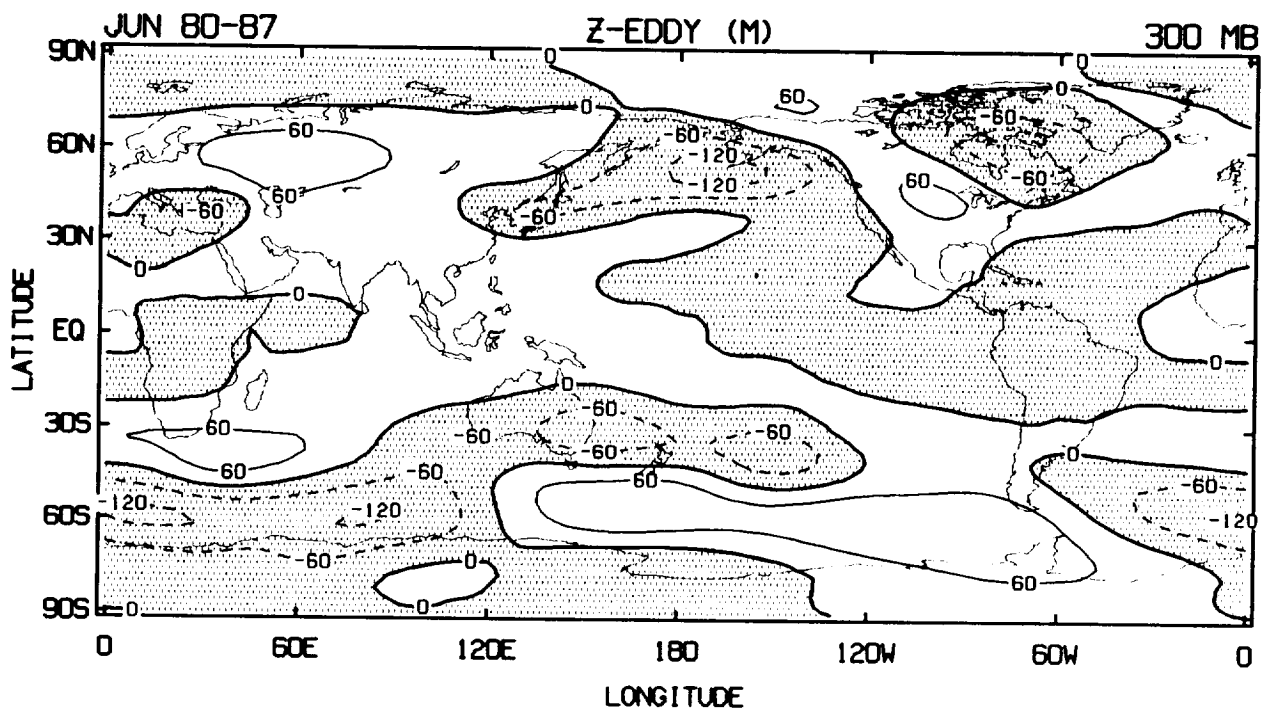 JUN 80-87 Z-EDDY (M) 300 MB
90N
60N
30N
EQ
30S
60S
90S
LATITUDE
0 0
60 0 0
60 -60 -60
-120
-120 60 -60
60 -60 -60
0
0 0
0
0 -60
60 -60 -60 0
60 -60 -60 60 -60
-120 -120 -120
-60 0 60
0 0
0 60E 120E 180 120W 60W 0
LONGITUDE